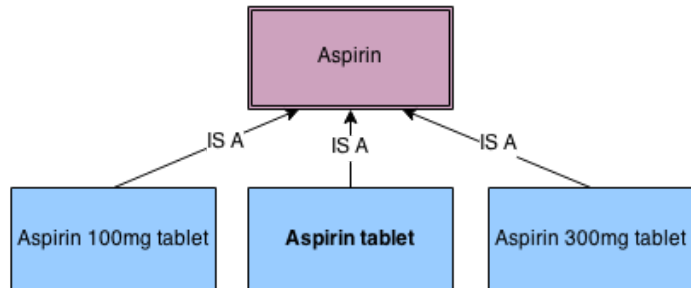 Aspirin
IS A
IS A
IS A
Aspirin 100mg tablet
Aspirin tablet
Aspirin 300mg tablet